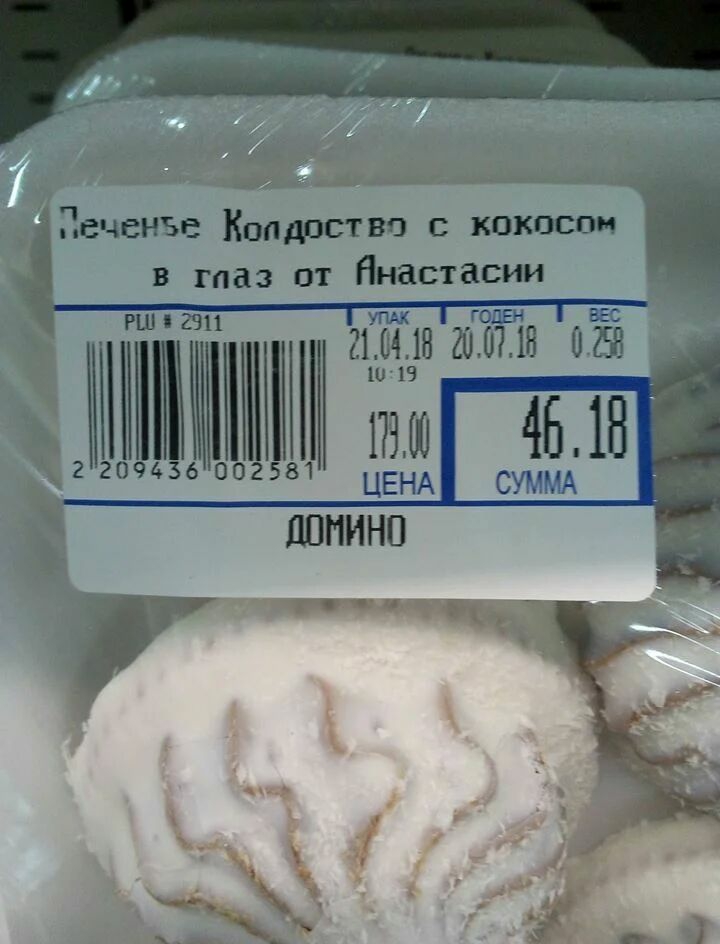 Печенье Колдоство с кокосом
в глаз от Анастасии
PLU # 2911
УПАК ГОДЕН ВЕС
21.04.18 20.07.18 0.258
10:19
179.00 46.18
2 209436 002581
ЦЕНА СУММА
ДОМИНО